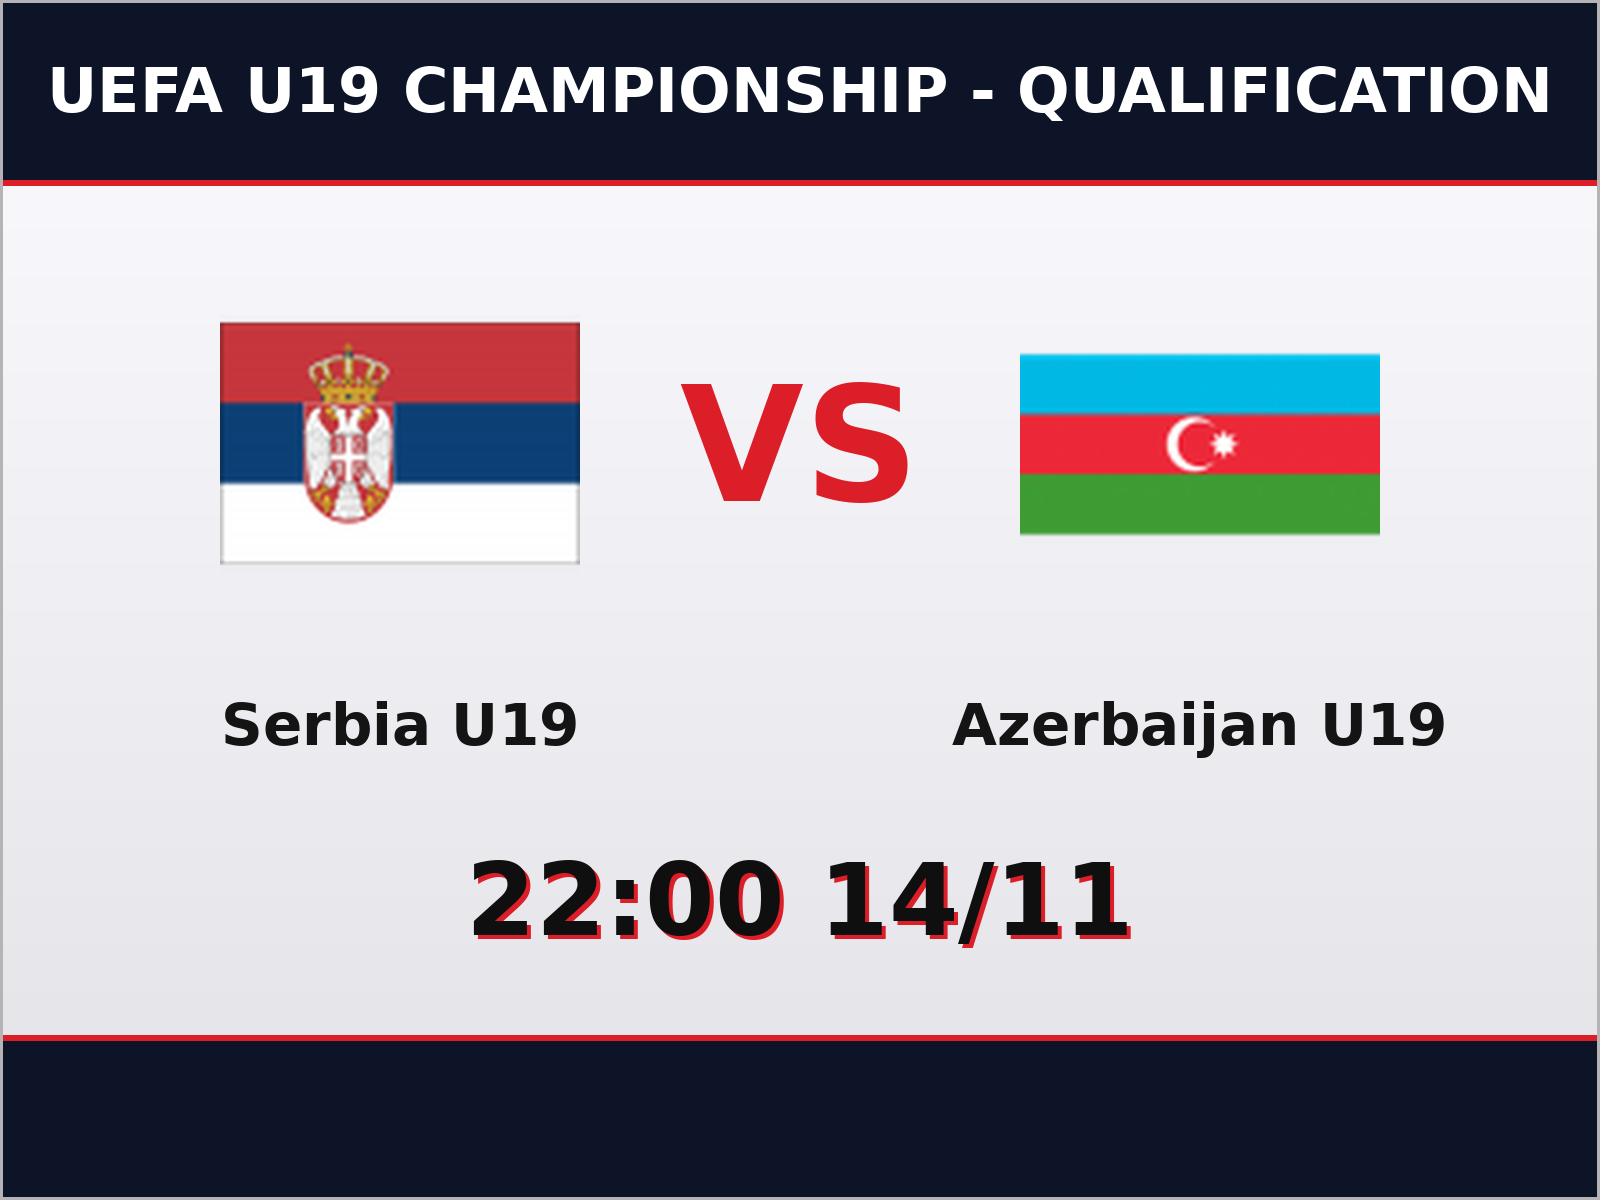 UEFA U19 CHAMPIONSHIP - QUALIFICATION
VS
Serbia U19
Azerbaijan U19
22:00 14/11